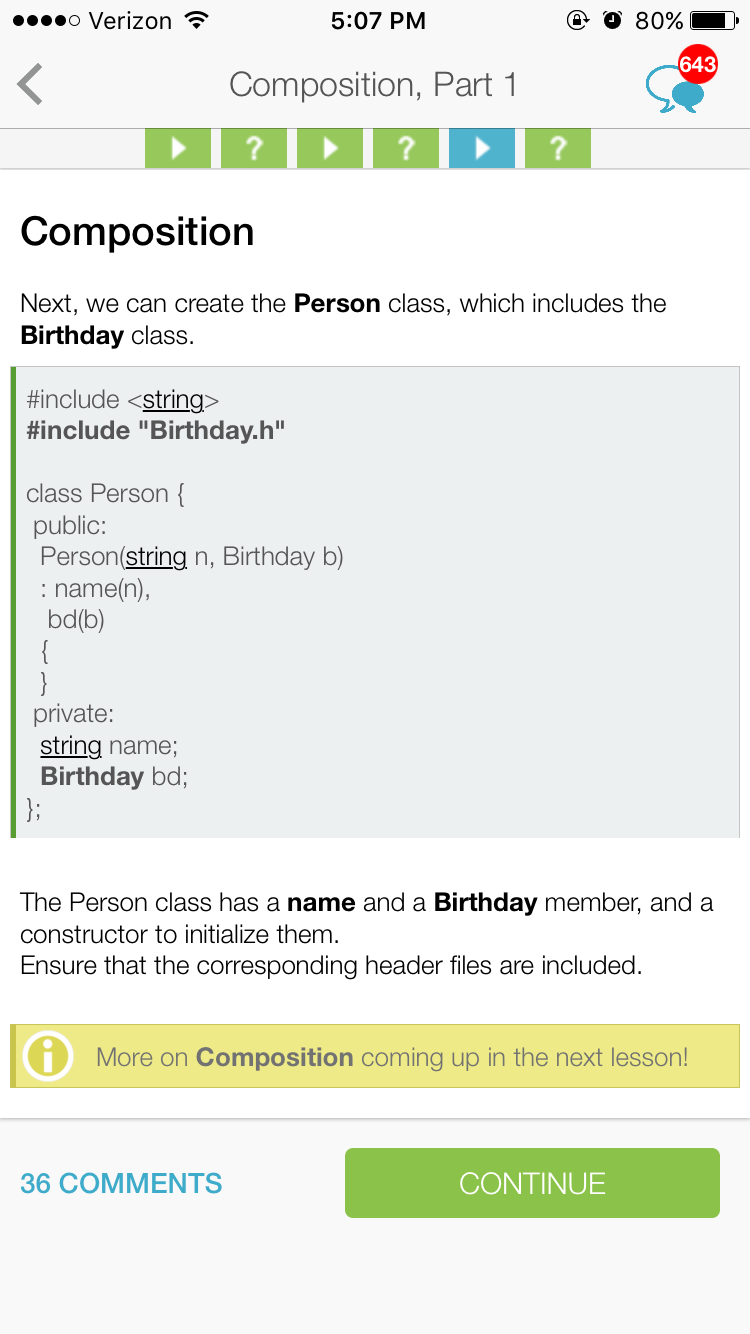 Verizon 5:07 PM 80%
Composition, Part 1
643
? ? ?
Composition
Next, we can create the Person class, which includes the
Birthday class.
#include <string>
#include "Birthday.h"
class Person {
public:
Person(string n, Birthday b)
: name(n),
bd(b)
{
}
private:
string name;
Birthday bd;
};
The Person class has a name and a Birthday member, and a
constructor to initialize them.
Ensure that the corresponding header files are included.
More on Composition coming up in the next lesson!
36 COMMENTS CONTINUE